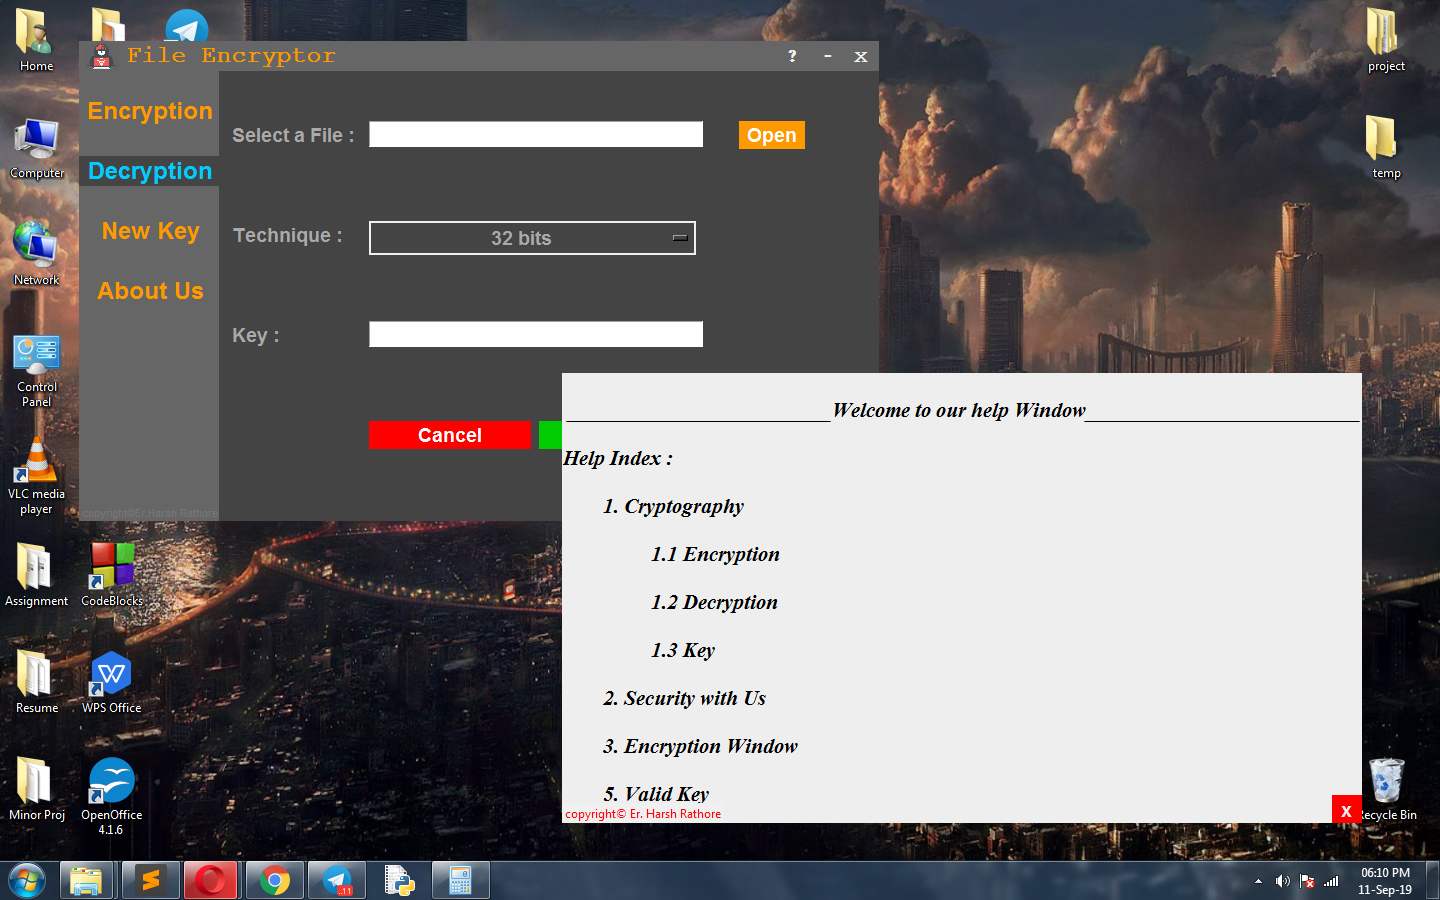 Home
Computer
Network
Control
Panel
VLC media
player
Assignment
CodeBlocks
Resume
WPS Office
Minor Proj
OpenOffice
4.1.6
project
temp
Recycle Bin
File Encryptor
? - x
Encryption
Decryption
New Key
About Us
copyright©Er.Harsh Rathore
Select a File :
Open
Technique :
32 bits
Key :
Cancel
Welcome to our help Window
Help Index :
1. Cryptography
1.1 Encryption
1.2 Decryption
1.3 Key
2. Security with Us
3. Encryption Window
5. Valid Key
copyright© Er. Harsh Rathore
x
..11
06:10 PM
11-Sep-19